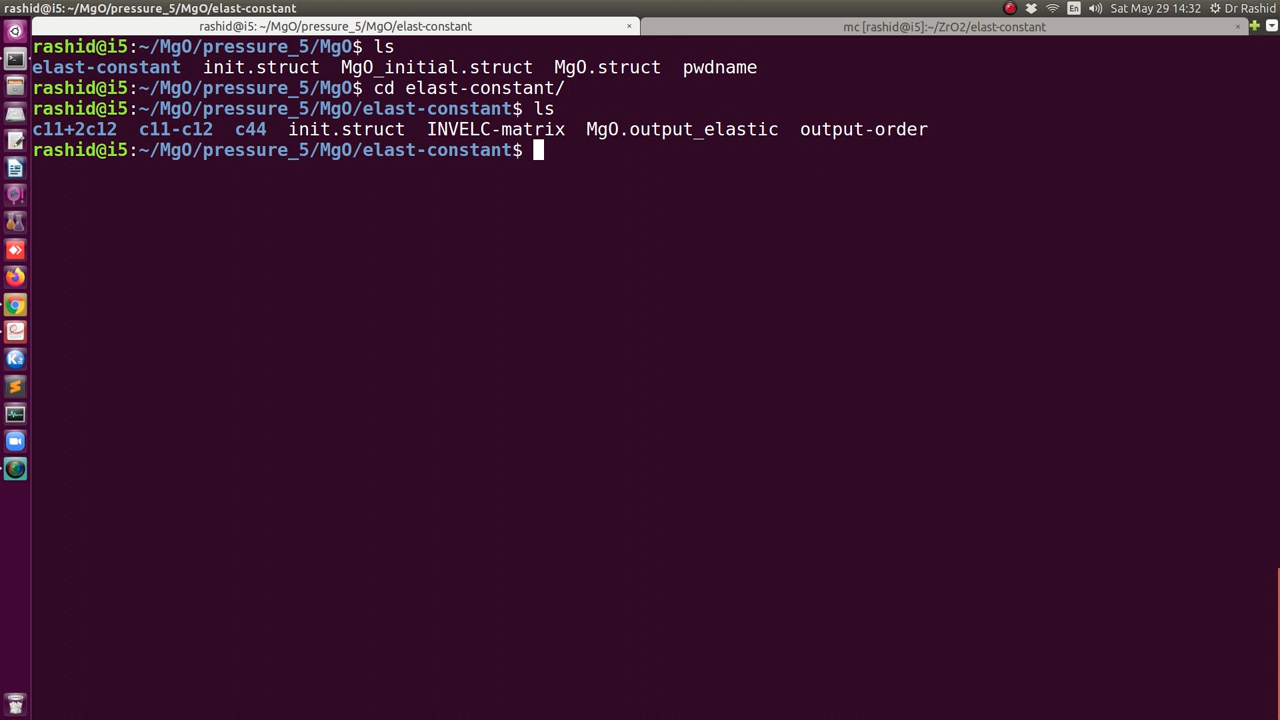 rashid@i5: ~/MgO/pressure_5/MgO/elast-constant
En
Sat May 29 14:32
Dr Rashid
rashid@i5: ~/MgO/pressure_5/MgO/elast-constant ×
mc [rashid@i5]:~/ZrO2/elast-constant ×
rashid@i5:~/MgO/pressure_5/MgO$ ls
elast-constant init.struct MgO_initial.struct MgO.struct pwdname
rashid@i5:~/MgO/pressure_5/MgO$ cd elast-constant/
rashid@i5:~/MgO/pressure_5/MgO/elast-constant$ ls
c11+2c12 c11-c12 c44 init.struct INVELC-matrix MgO.output_elastic output-order
rashid@i5:~/MgO/pressure_5/MgO/elast-constant$